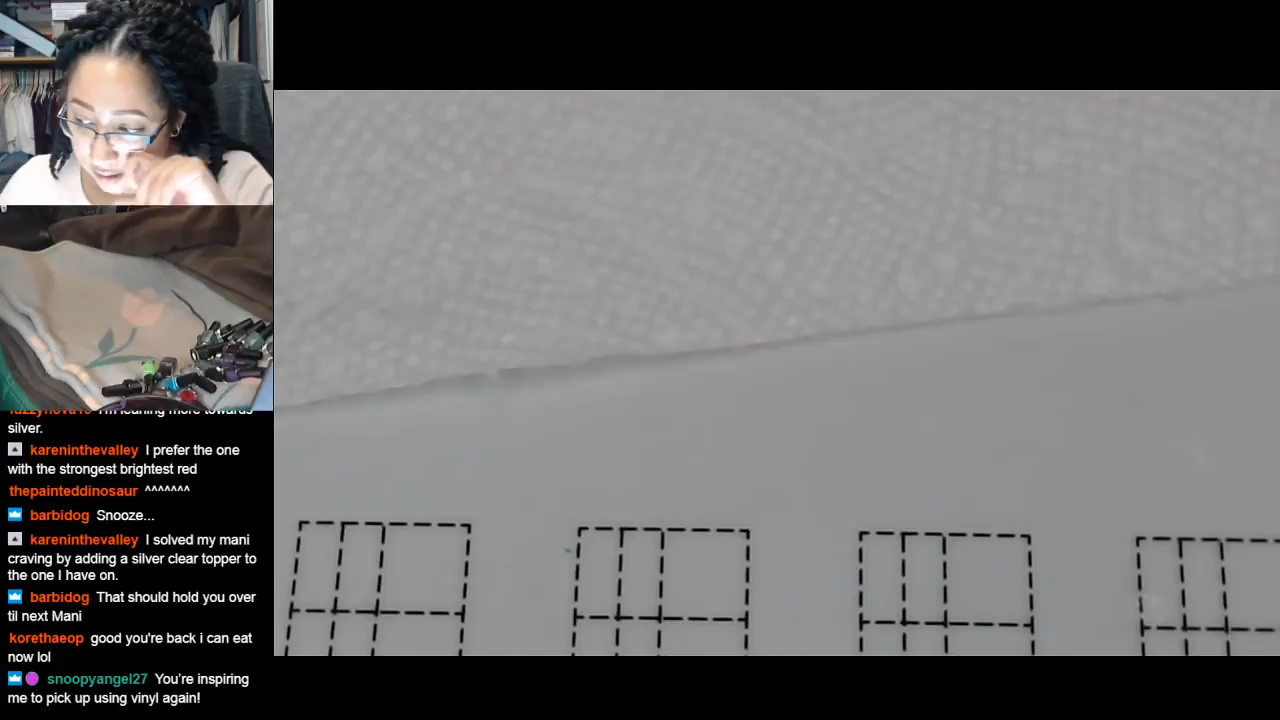 I'm leaning more towards
silver.
kareninthevalley I prefer the one
with the strongest brightest red
thepainteddinosaur ^^^^^^^
barbidog Snooze...
kareninthevalley I solved my mani
craving by adding a silver clear topper to
the one I have on.
barbidog That should hold you over
til next Mani
korethaeop good you're back i can eat
now lol
snoopyangel27 You're inspiring
me to pick up using vinyl again!